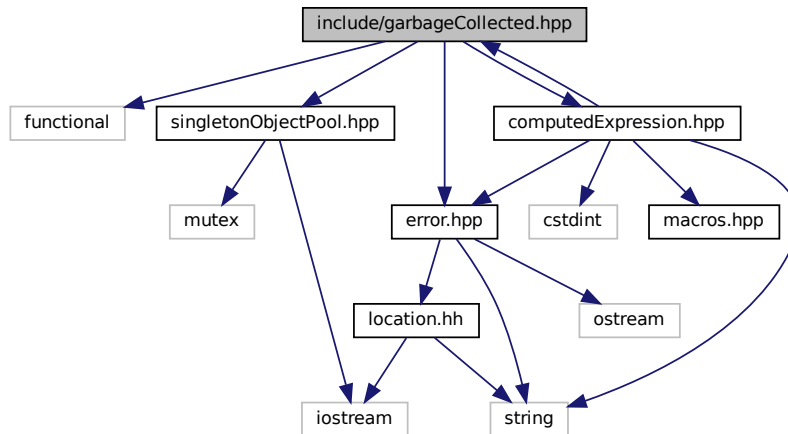 include/garbageCollected.hpp
functional
singletonObjectPool.hpp
computedExpression.hpp
mutex
error.hpp
cstdint
macros.hpp
location.hh
ostream
iostream
string